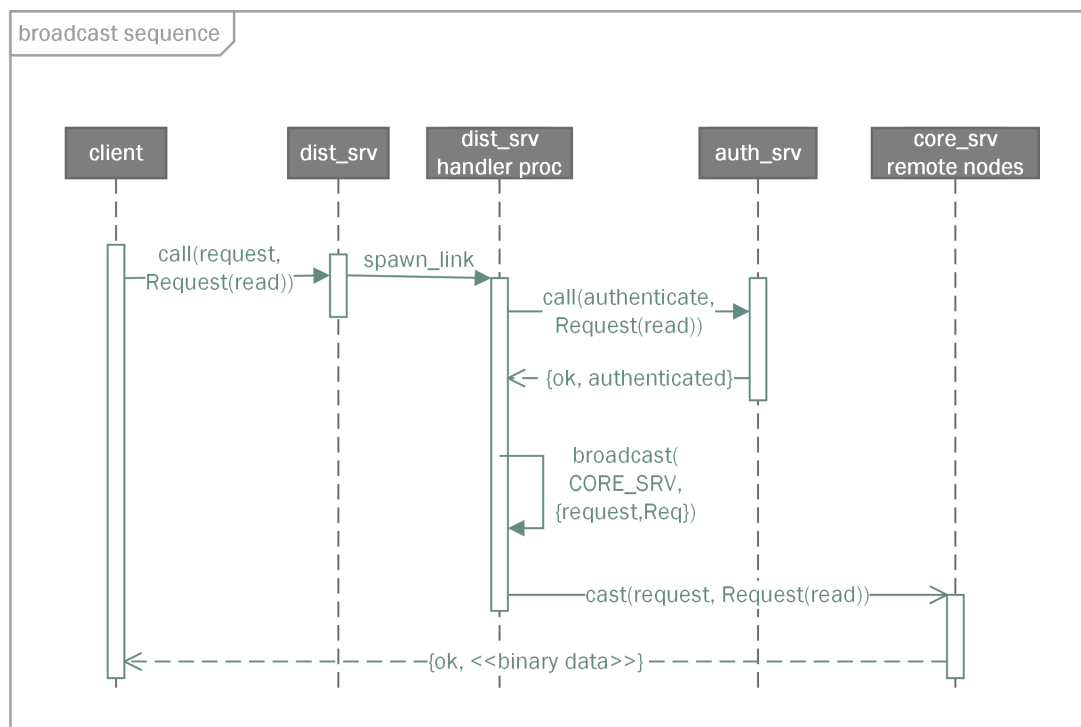 broadcast sequence
client
dist_srv
dist_srv
handler proc
auth_srv
core_srv
remote nodes
call(request,
Request(read))
spawn_link
call(authenticate,
Request(read))
{ok, authenticated}
broadcast(
CORE_SRV,
{request,Req})
cast(request, Request(read))
{ok, <<binary data>>}